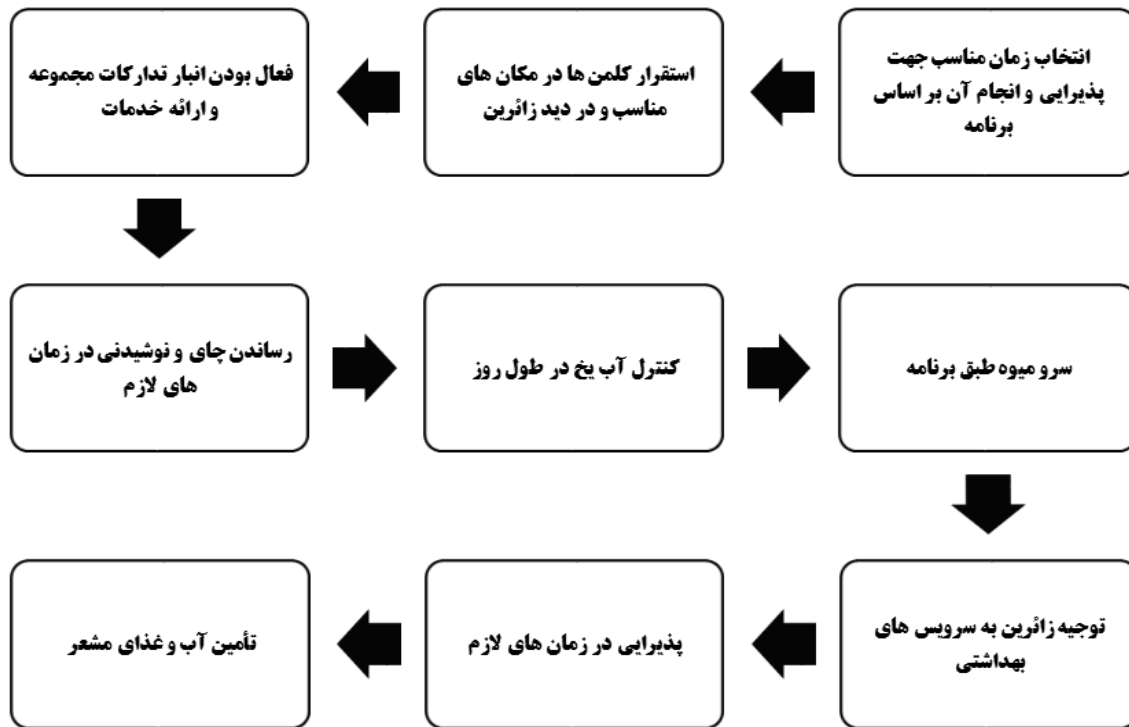 انتخاب زمان مناسب جهت
پذیرایی و انجام آن بر اساس
برنامه
استقرار کلمن ها در مکان های
مناسب و در دید زائرین
فعال بودن انبار تدارکات مجموعه
و ارائه خدمات
رساندن چای و نوشیدنی در زمان
های لازم
کنترل آب یخ در طول روز
سرو میوه طبق برنامه
توجیه زائرین به سرویس های
بهداشتی
پذیرایی در زمان های لازم
تأمین آب و غذای مشعر